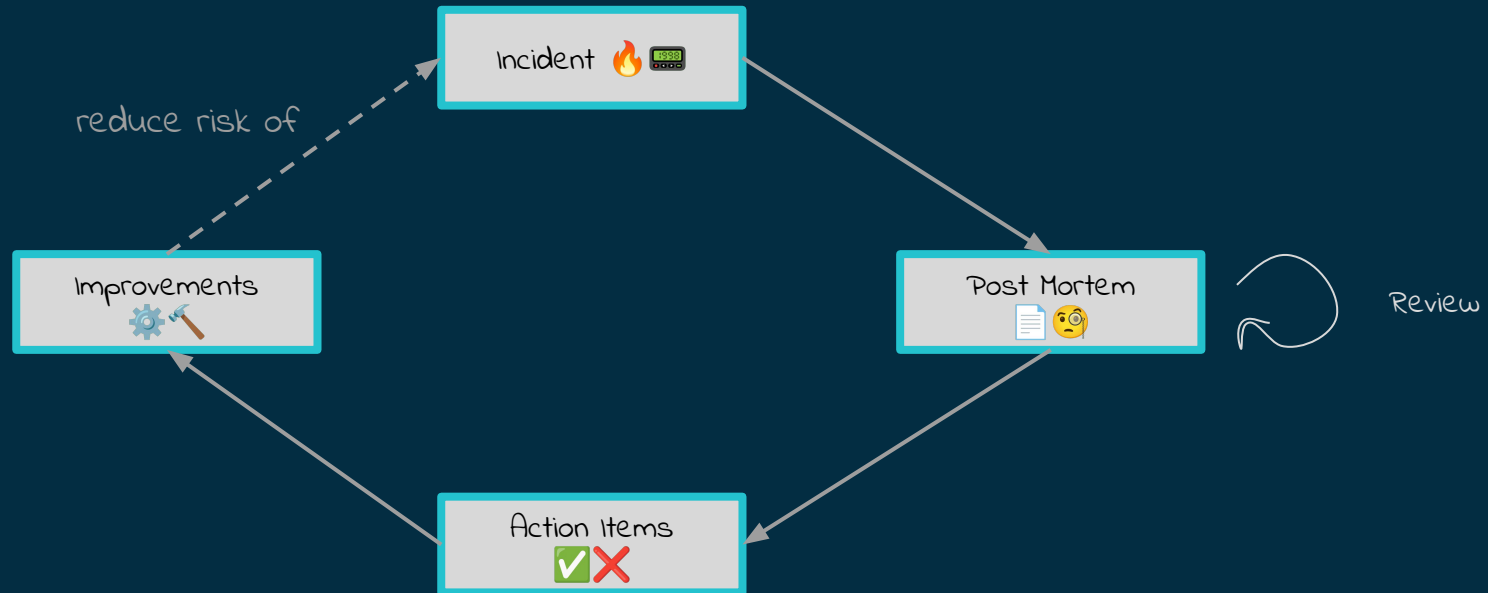 Incident 🔥📟
reduce risk of
Improvements
⚙️🔨
Post Mortem
📄🧐
Review
Action Items
✅❌